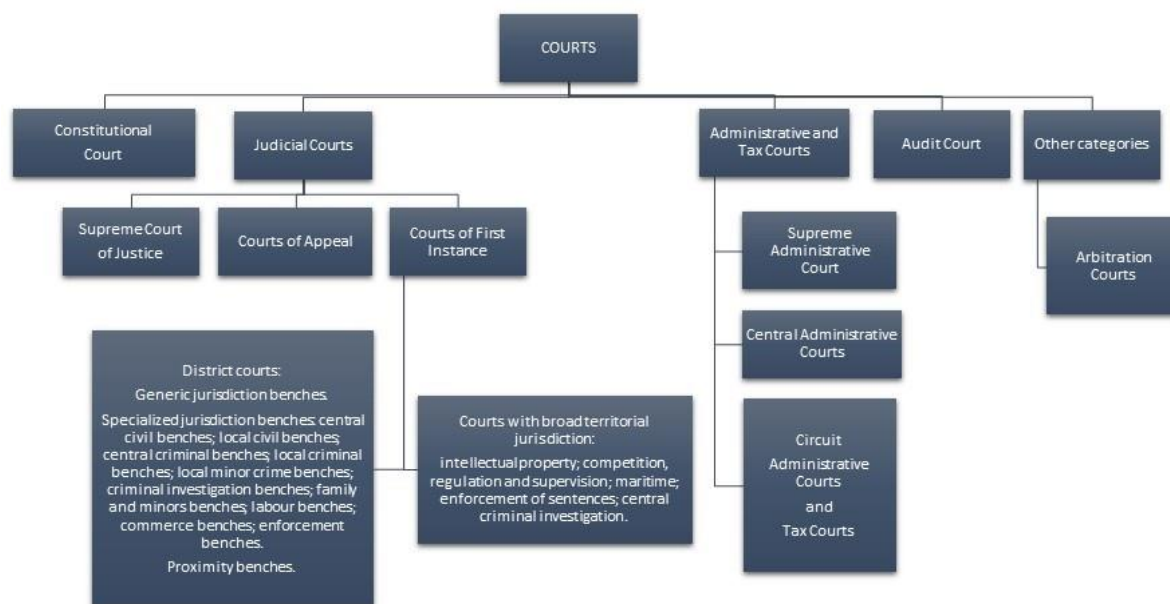 COURTS
Constitutional
Court
Judicial Courts
Administrative and
Tax Courts
Audit Court
Other categories
Supreme Court
of Justice
Courts of Appeal
Courts of First
Instance
Supreme
Administrative
Court
Arbitration
Courts
Central Administrative
Courts
District courts:
Generic jurisdiction benches.
Specialized jurisdiction benches: central
civil benches; local civil benches;
central criminal benches; local criminal
benches; local minor crime benches;
criminal investigation benches; family
and minors benches; labour benches;
commerce benches; enforcement
benches.
Proximity benches.
Courts with broad territorial
jurisdiction:
intellectual property; competition,
regulation and supervision; maritime;
enforcement of sentences; central
criminal investigation.
Circuit
Administrative
Courts
and
Tax Courts